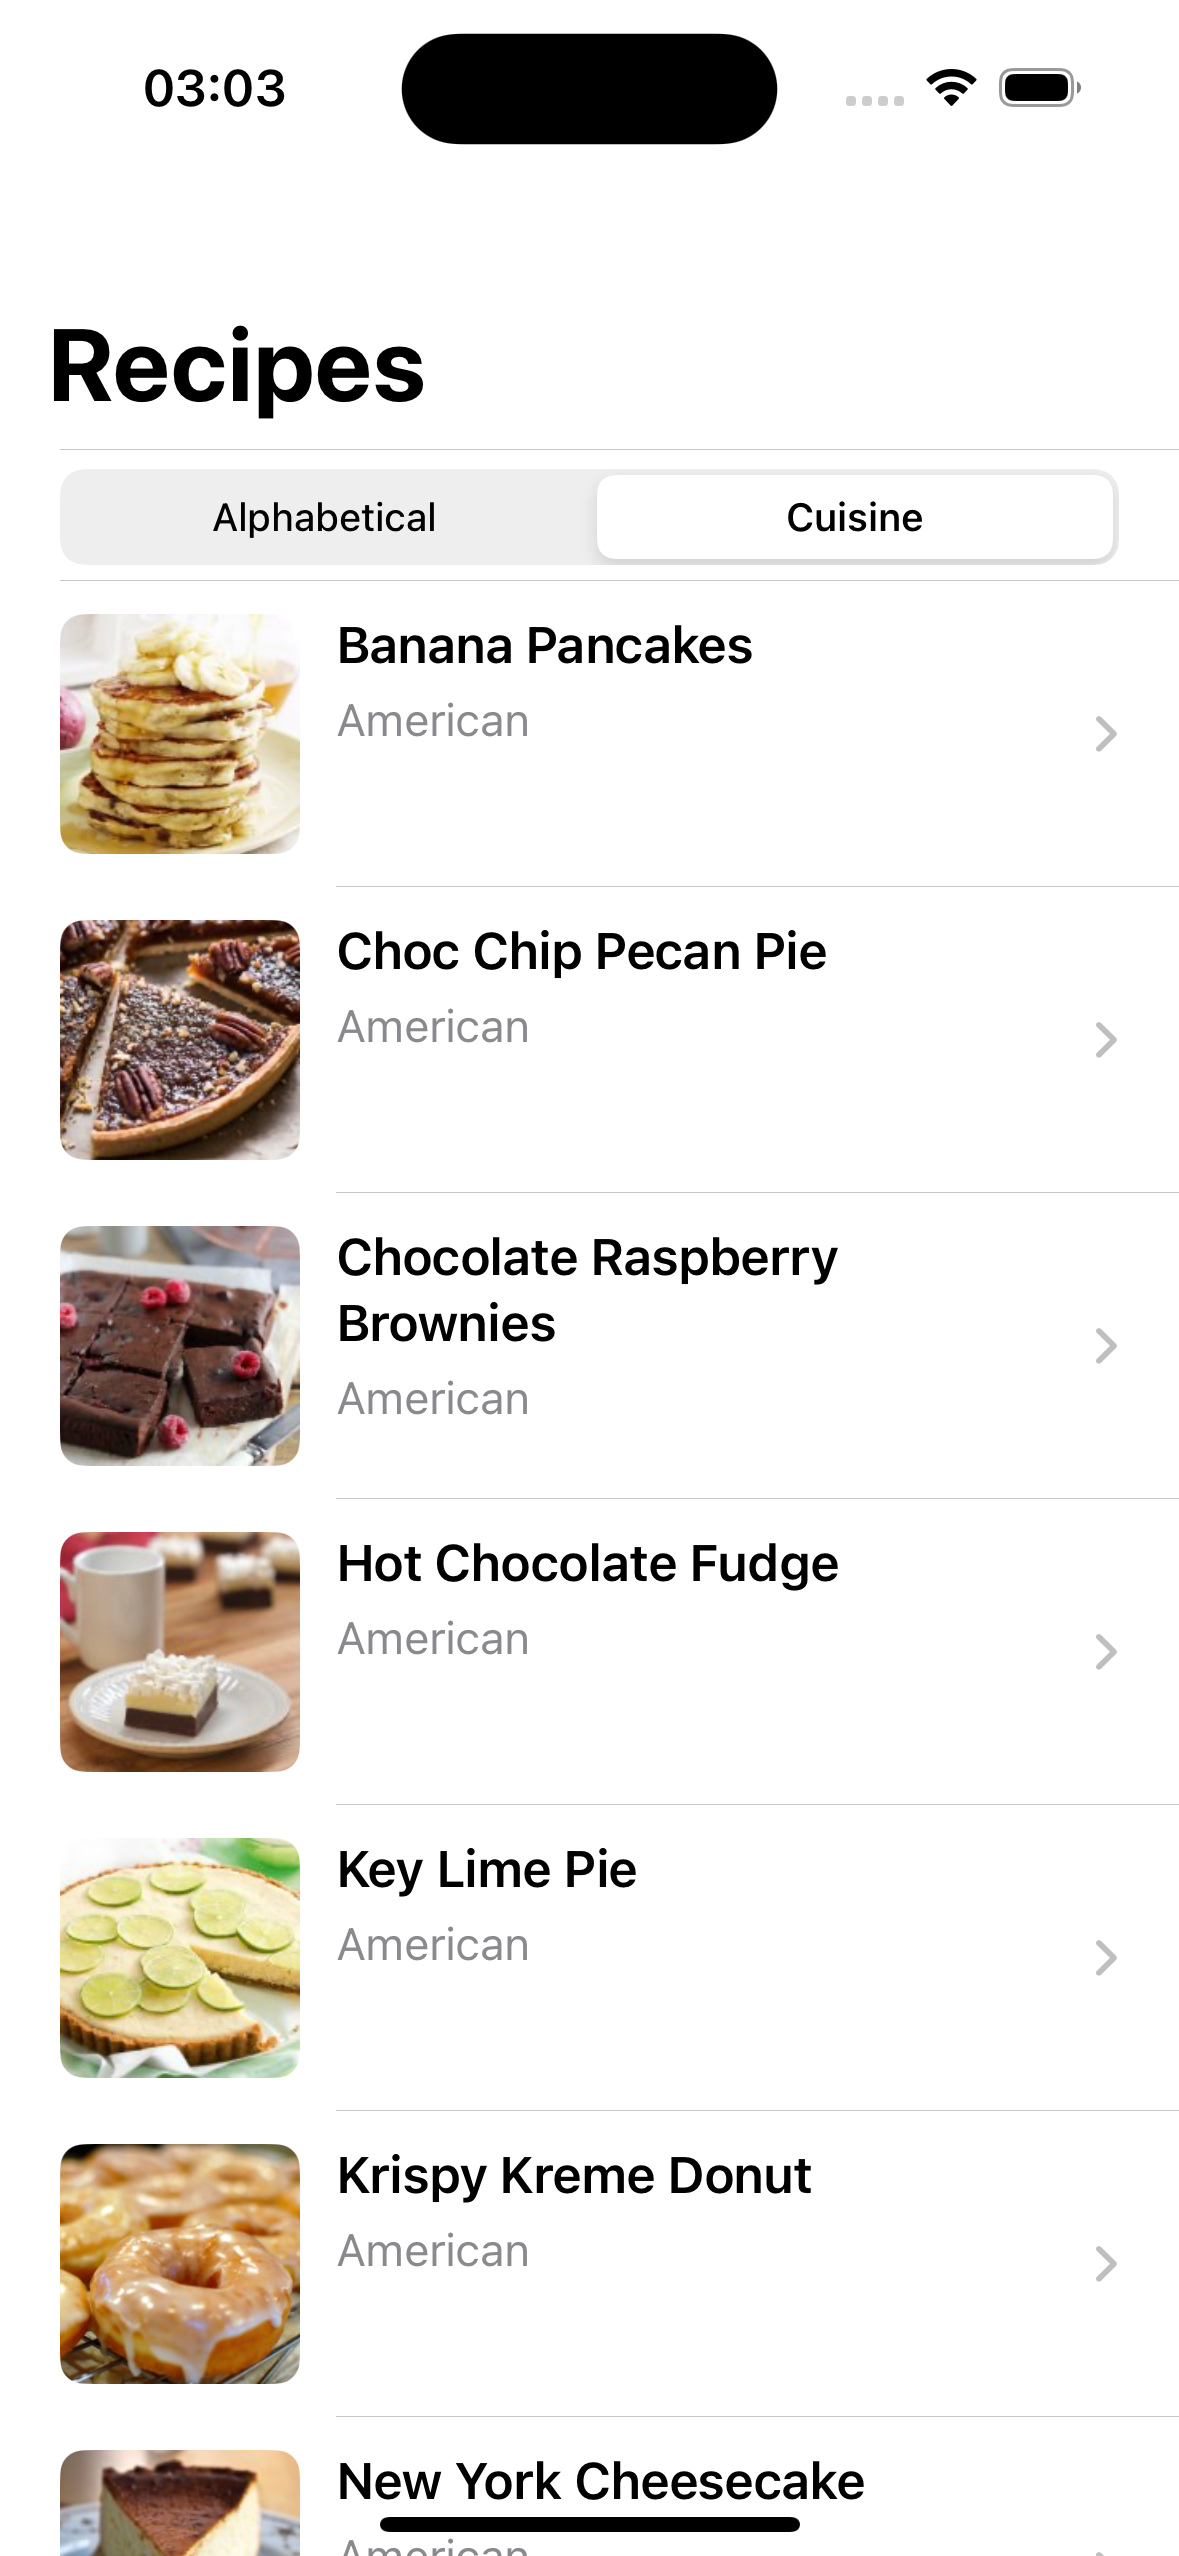 03:03
Recipes
Alphabetical
Cuisine
Banana Pancakes
American
Choc Chip Pecan Pie
American
Chocolate Raspberry
Brownies
American
Hot Chocolate Fudge
American
Key Lime Pie
American
Krispy Kreme Donut
American
New York Cheesecake
American